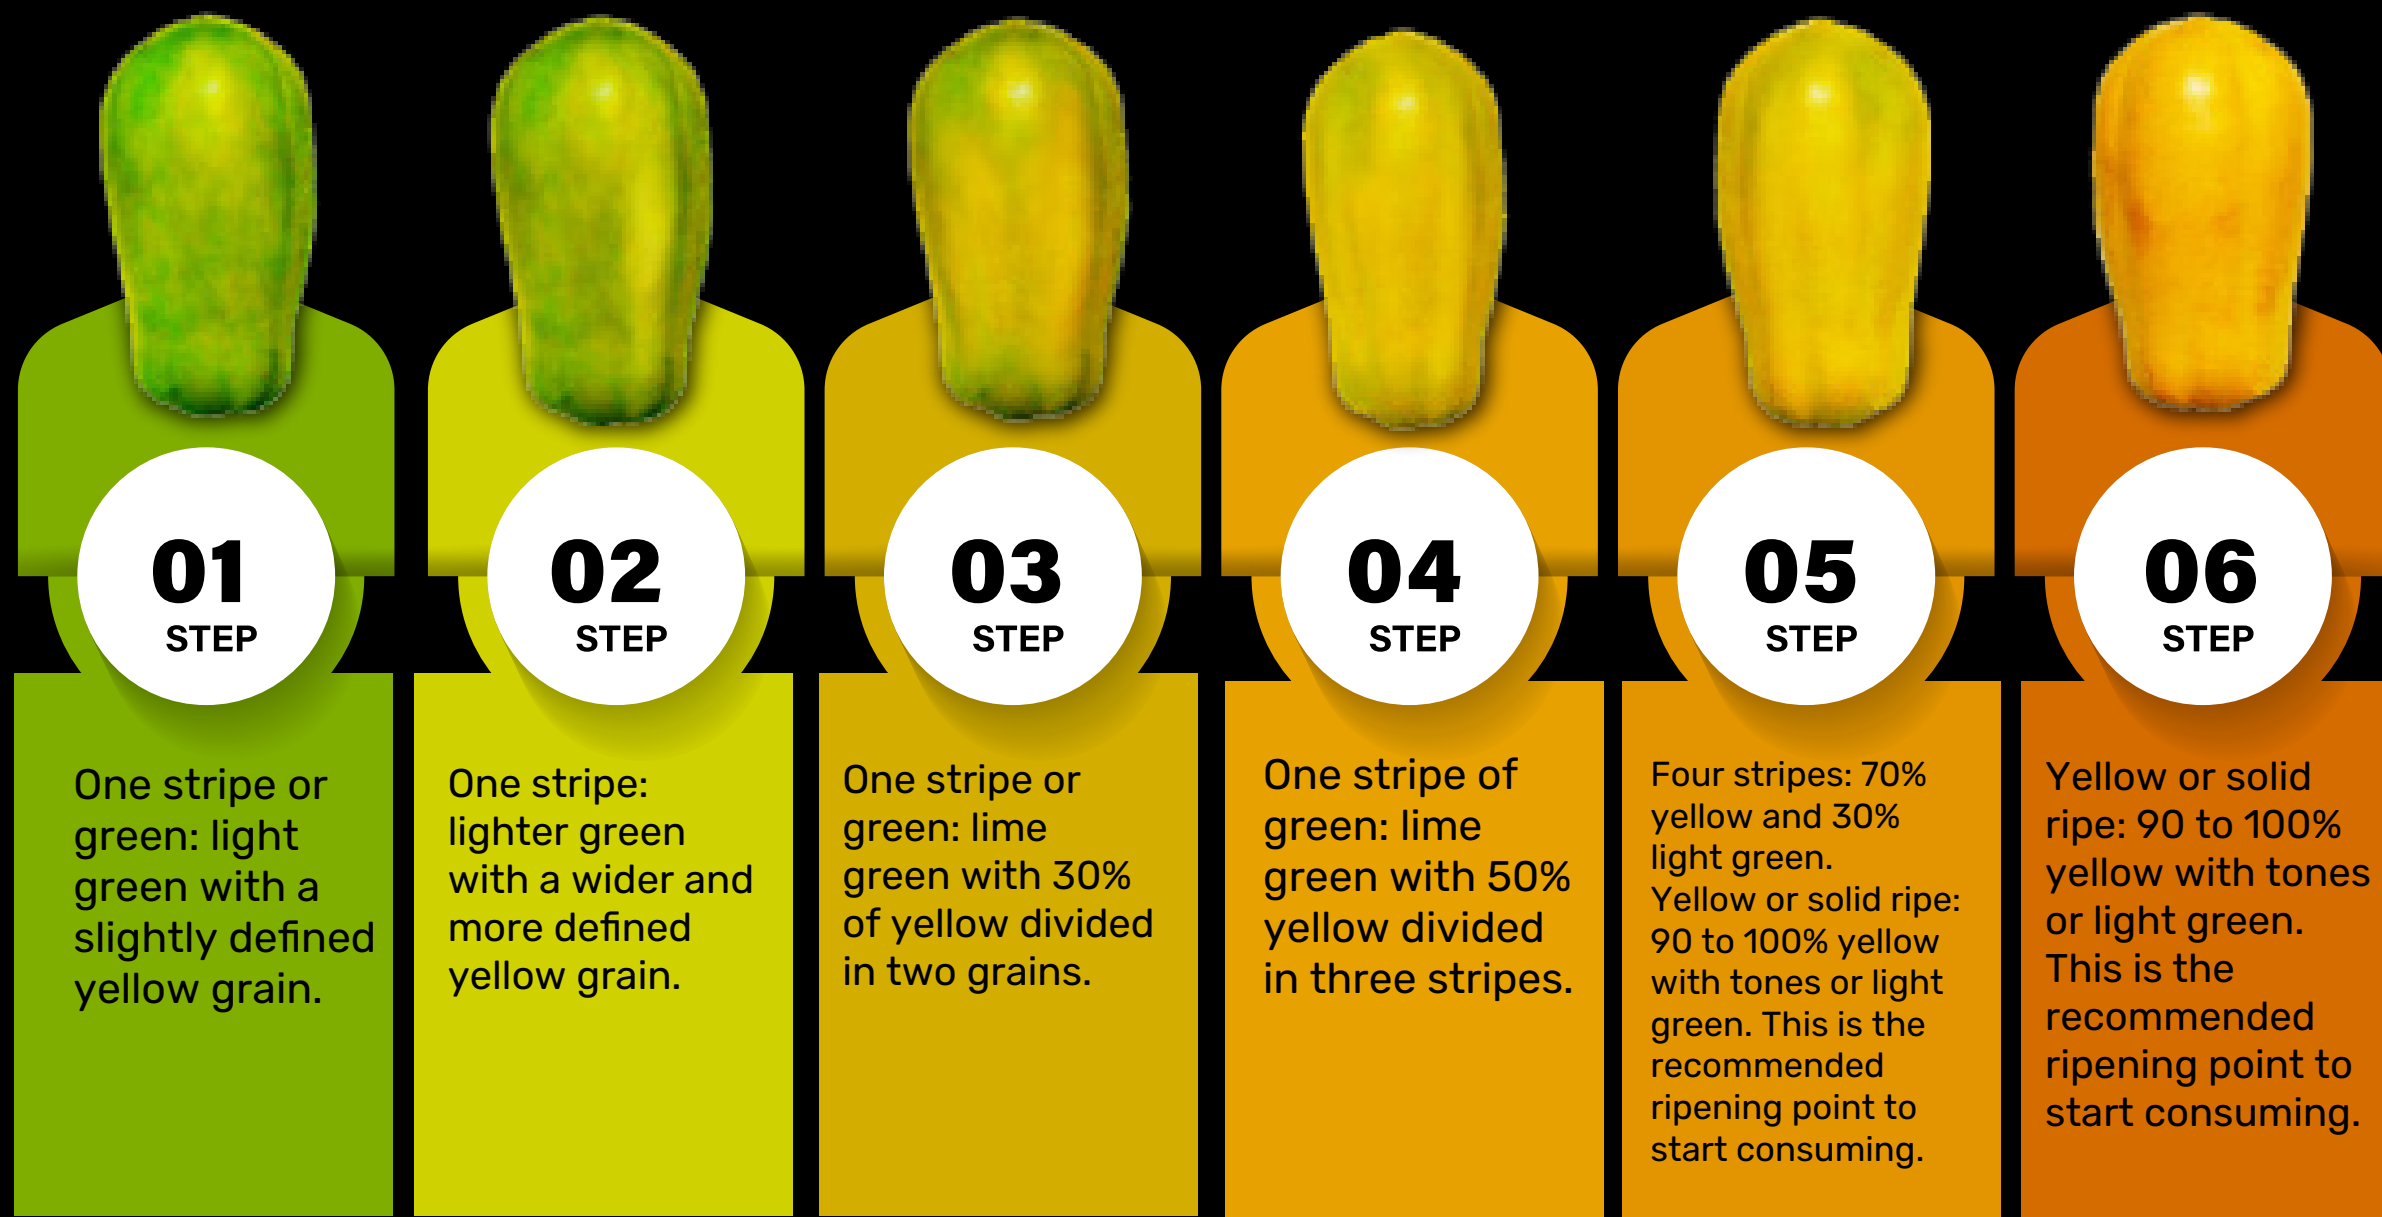 01
STEP
One stripe or
green: light
green with a
slightly defined
yellow grain.
02
STEP
One stripe:
lighter green
with a wider and
more defined
yellow grain.
03
STEP
One stripe or
green: lime
green with 30%
of yellow divided
in two grains.
04
STEP
One stripe of
green: lime
green with 50%
yellow divided
in three stripes.
05
STEP
Four stripes: 70%
yellow and 30%
light green.
Yellow or solid ripe:
90 to 100% yellow
with tones or light
green. This is the
recommended
ripening point to
start consuming.
06
STEP
Yellow or solid
ripe: 90 to 100%
yellow with tones
or light green.
This is the
recommended
ripening point to
start consuming.